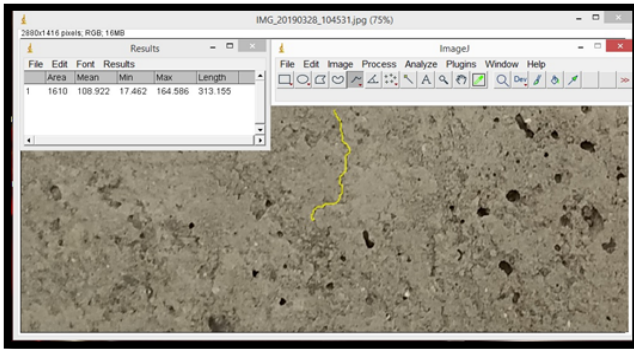 IMG_20190328_104531.jpg (75%)
2880x1416 pixels; RGB; 16MB
Results
File Edit Font Results
Area Mean Min Max Length
1 1610 108.922 17.462 164.586 313.155
ImageJ
File Edit Image Process Analyze Plugins Window Help
A Dev >>